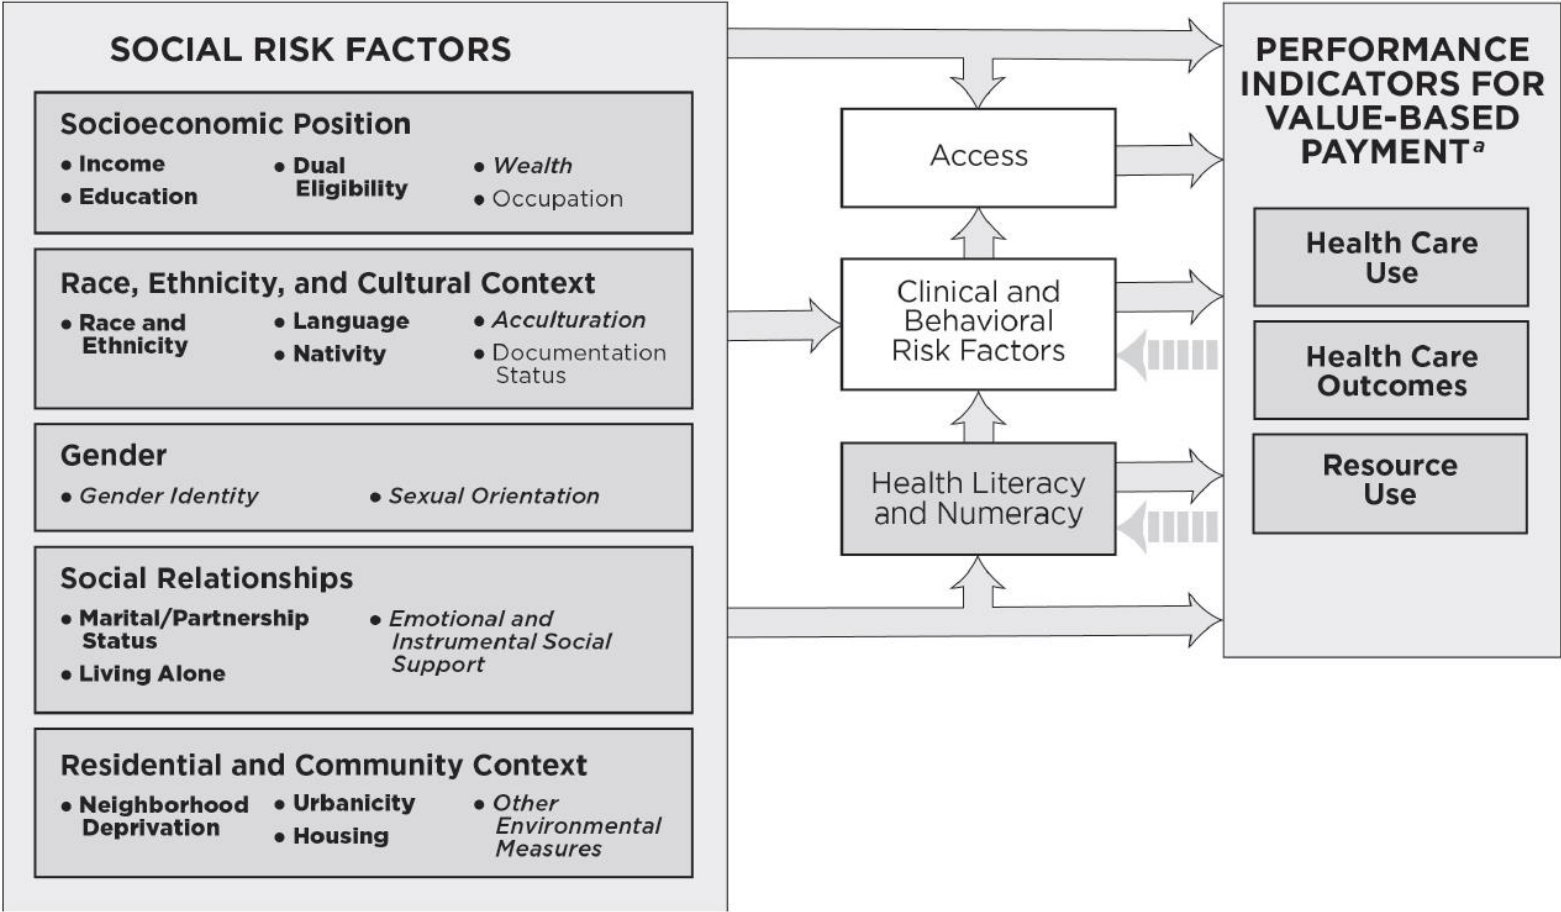 SOCIAL RISK FACTORS
Socioeconomic Position
• Income
• Education
• Dual
Eligibility
• Wealth
• Occupation
Race, Ethnicity, and Cultural Context
• Race and
Ethnicity
• Language
• Nativity
• Acculturation
• Documentation
Status
Gender
• Gender Identity
• Sexual Orientation
Social Relationships
• Marital/Partnership
Status
• Living Alone
• Emotional and
Instrumental Social
Support
Residential and Community Context
• Neighborhood
Deprivation
• Urbanicity
• Housing
• Other
Environmental
Measures
Access
Clinical and
Behavioral
Risk Factors
Health Literacy
and Numeracy
PERFORMANCE
INDICATORS FOR
VALUE-BASED
PAYMENTᵃ
Health Care
Use
Health Care
Outcomes
Resource
Use